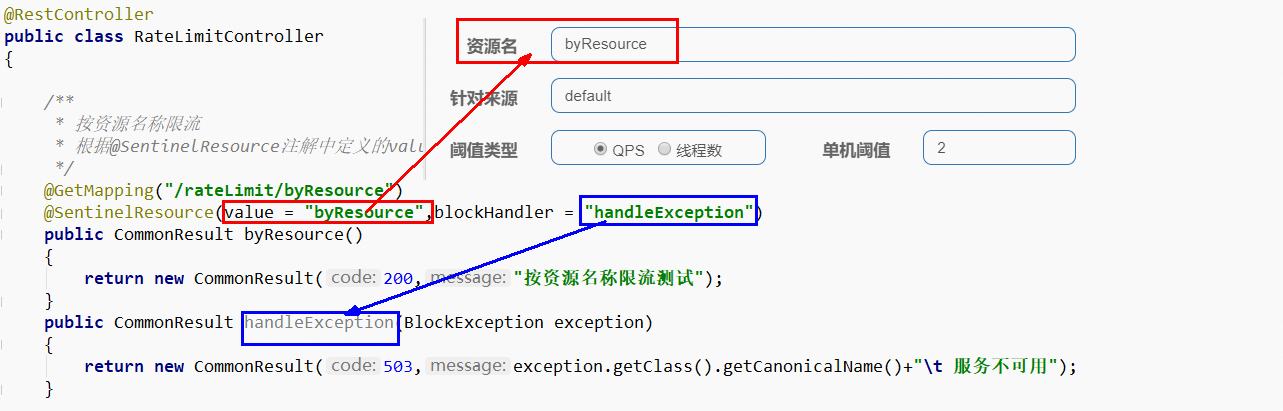 @RestController
public class RateLimitController
{
资源名 byResource
针对来源 default
阈值类型 QPS 线程数 单机阈值 2
/**
* 按资源名称限流
* 根据@SentinelResource注解中定义的valu
*/
@GetMapping("/rateLimit/byResource")
@SentinelResource(value = "byResource",blockHandler = "handleException")
public CommonResult byResource()
{
return new CommonResult( code: 200, message: "按资源名称限流测试");
}
public CommonResult handleException(BlockException exception)
{
return new CommonResult( code: 503, message: exception.getClass().getCanonicalName()+"\t 服务不可用");
}